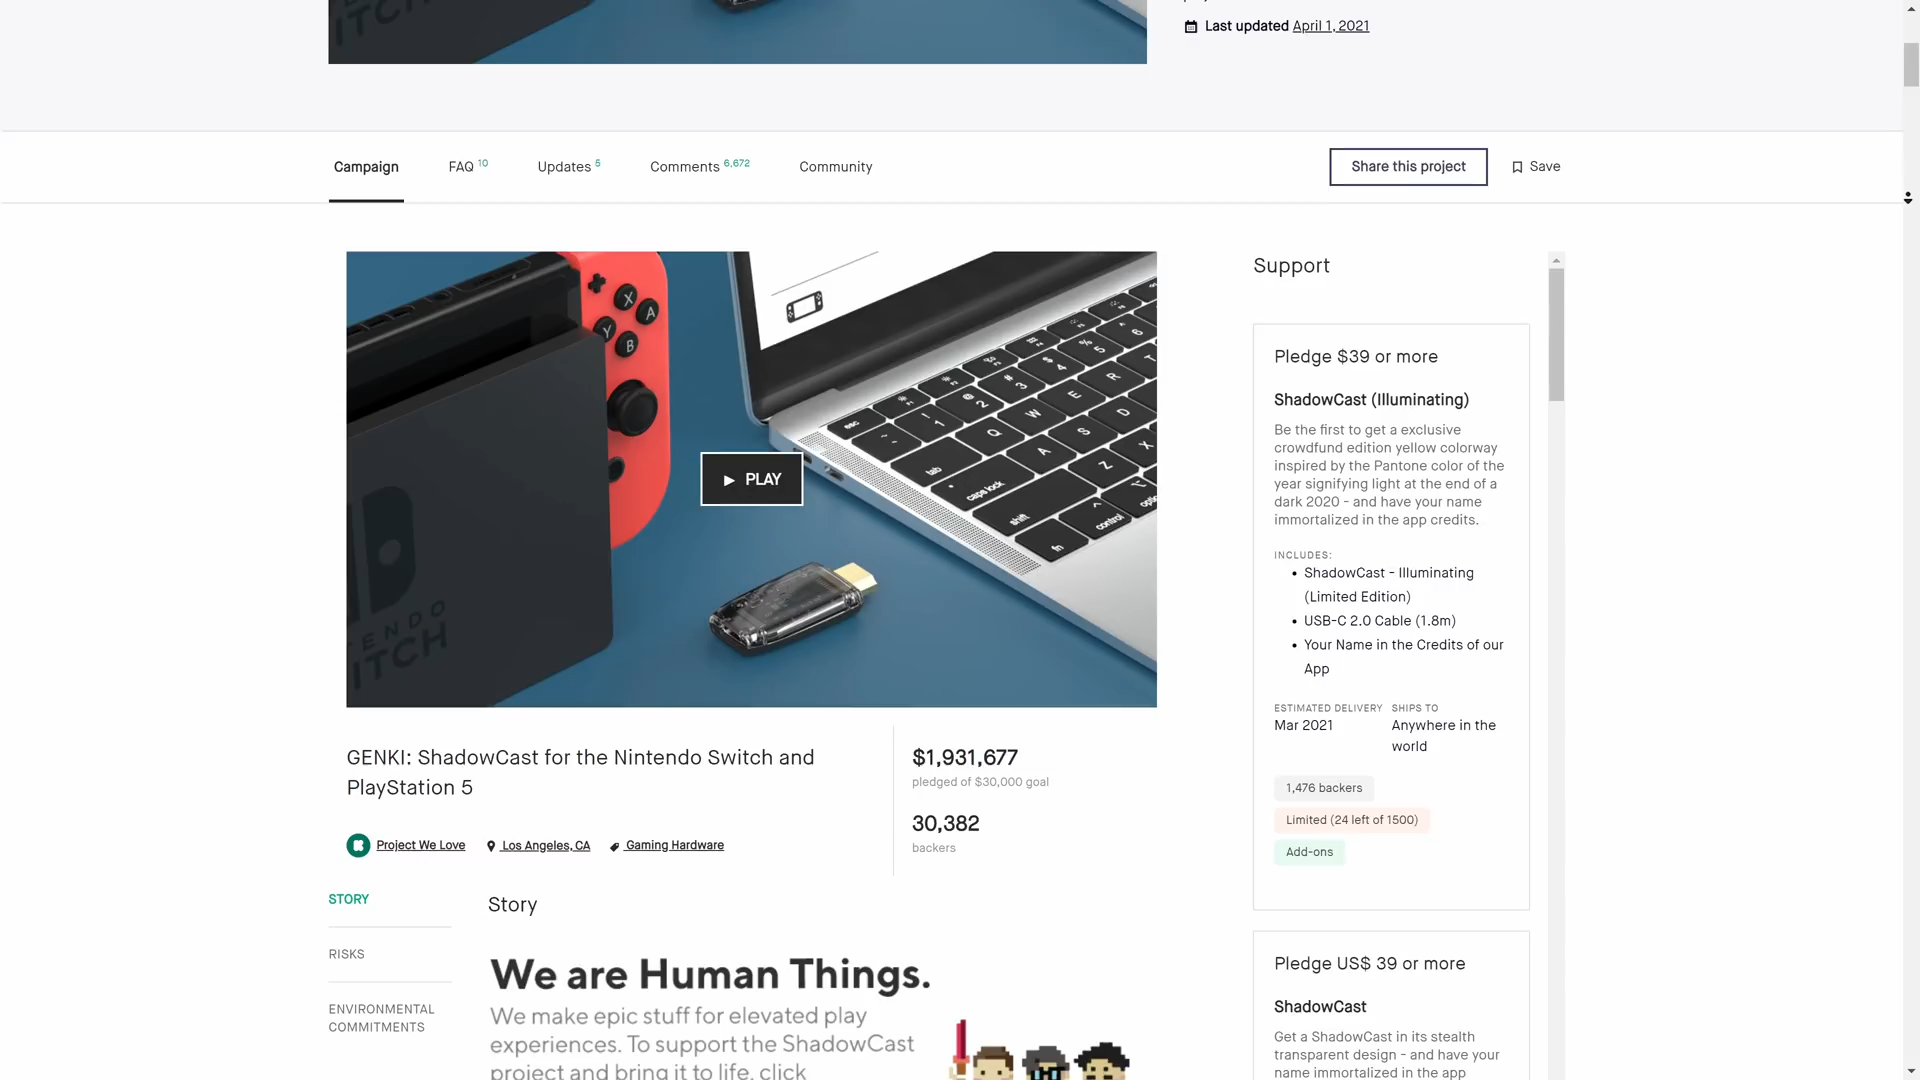 Last updated April 1, 2021
Campaign
FAQ 10
Updates 5
Comments 6,672
Community
Share this project
Save
PLAY
Support
Pledge $39 or more
ShadowCast (Illuminating)
Be the first to get a exclusive
crowdfund edition yellow colorway
inspired by the Pantone color of the
year signifying light at the end of a
dark 2020 - and have your name
immortalized in the app credits.
INCLUDES:
ShadowCast - Illuminating
(Limited Edition)
USB-C 2.0 Cable (1.8m)
Your Name in the Credits of our
App
ESTIMATED DELIVERY
Mar 2021
SHIPS TO
Anywhere in the
world
1,476 backers
Limited (24 left of 1500)
Add-ons
GENKI: ShadowCast for the Nintendo Switch and
PlayStation 5
$1,931,677
pledged of $30,000 goal
30,382
backers
Project We Love
Los Angeles, CA
Gaming Hardware
STORY
RISKS
ENVIRONMENTAL
COMMITMENTS
Story
We are Human Things.
We make epic stuff for elevated play
experiences. To support the ShadowCast
project and bring it to life, click
Pledge US$ 39 or more
ShadowCast
Get a ShadowCast in its stealth
transparent design - and have your
name immortalized in the app